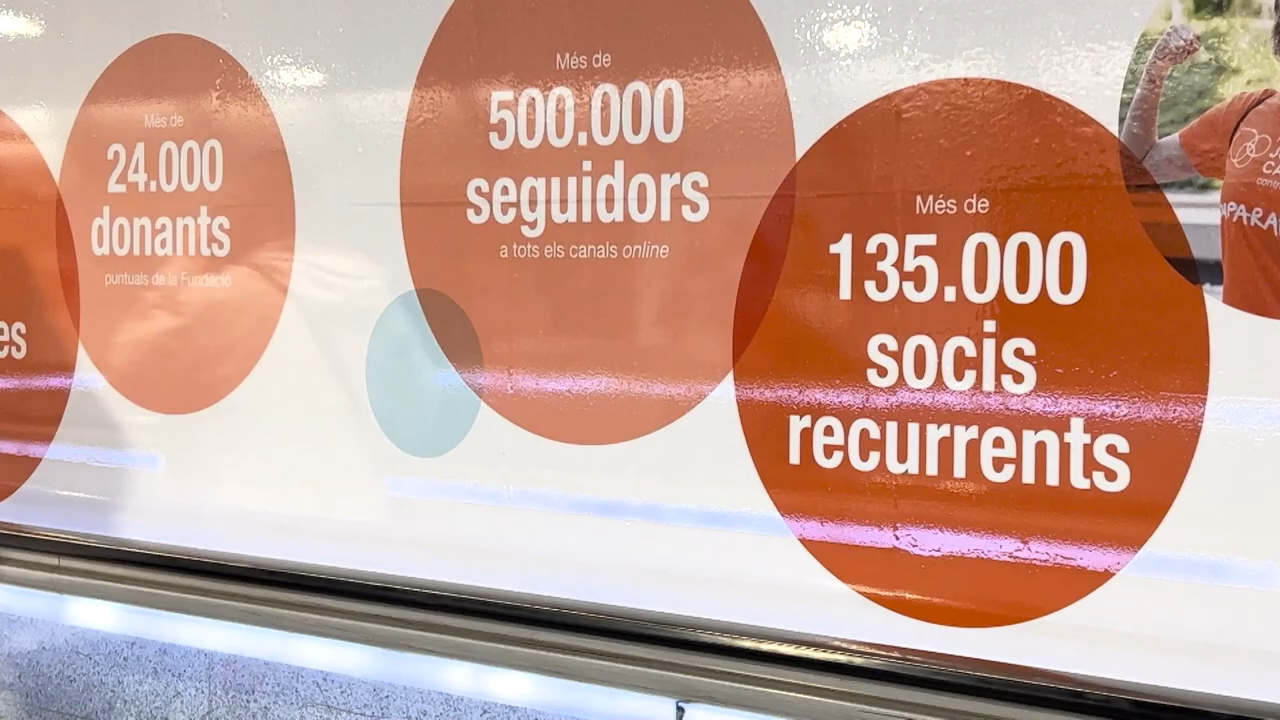 es
Més de
24.000
donants
puntuals de la Fundació
Més de
500.000
seguidors
a tots els canals online
Més de
135.000
socis
recurrents